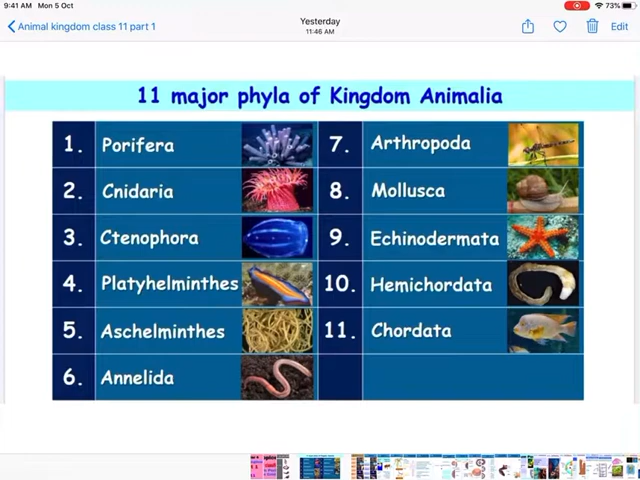 9:41 AM Mon 5 Oct
73%
Animal kingdom class 11 part 1
Yesterday
11:46 AM
Edit
11 major phyla of Kingdom Animalia
1. Porifera
2. Cnidaria
3. Ctenophora
4. Platyhelminthes
5. Aschelminthes
6. Annelida
7. Arthropoda
8. Mollusca
9. Echinodermata
10. Hemichordata
11. Chordata